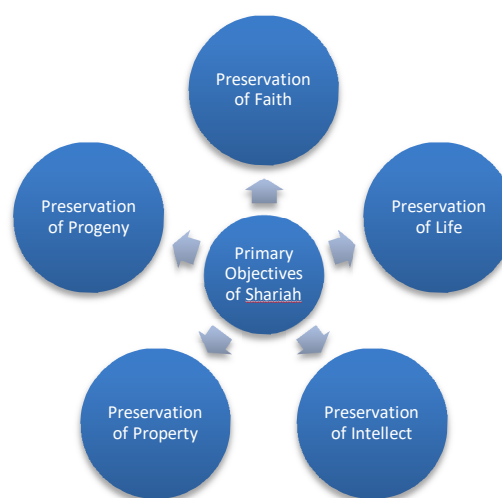 Preservation
of Faith
Preservation
of Progeny
Preservation
of Life
Primary
Objectives
of Shariah
Preservation
of Property
Preservation
of Intellect